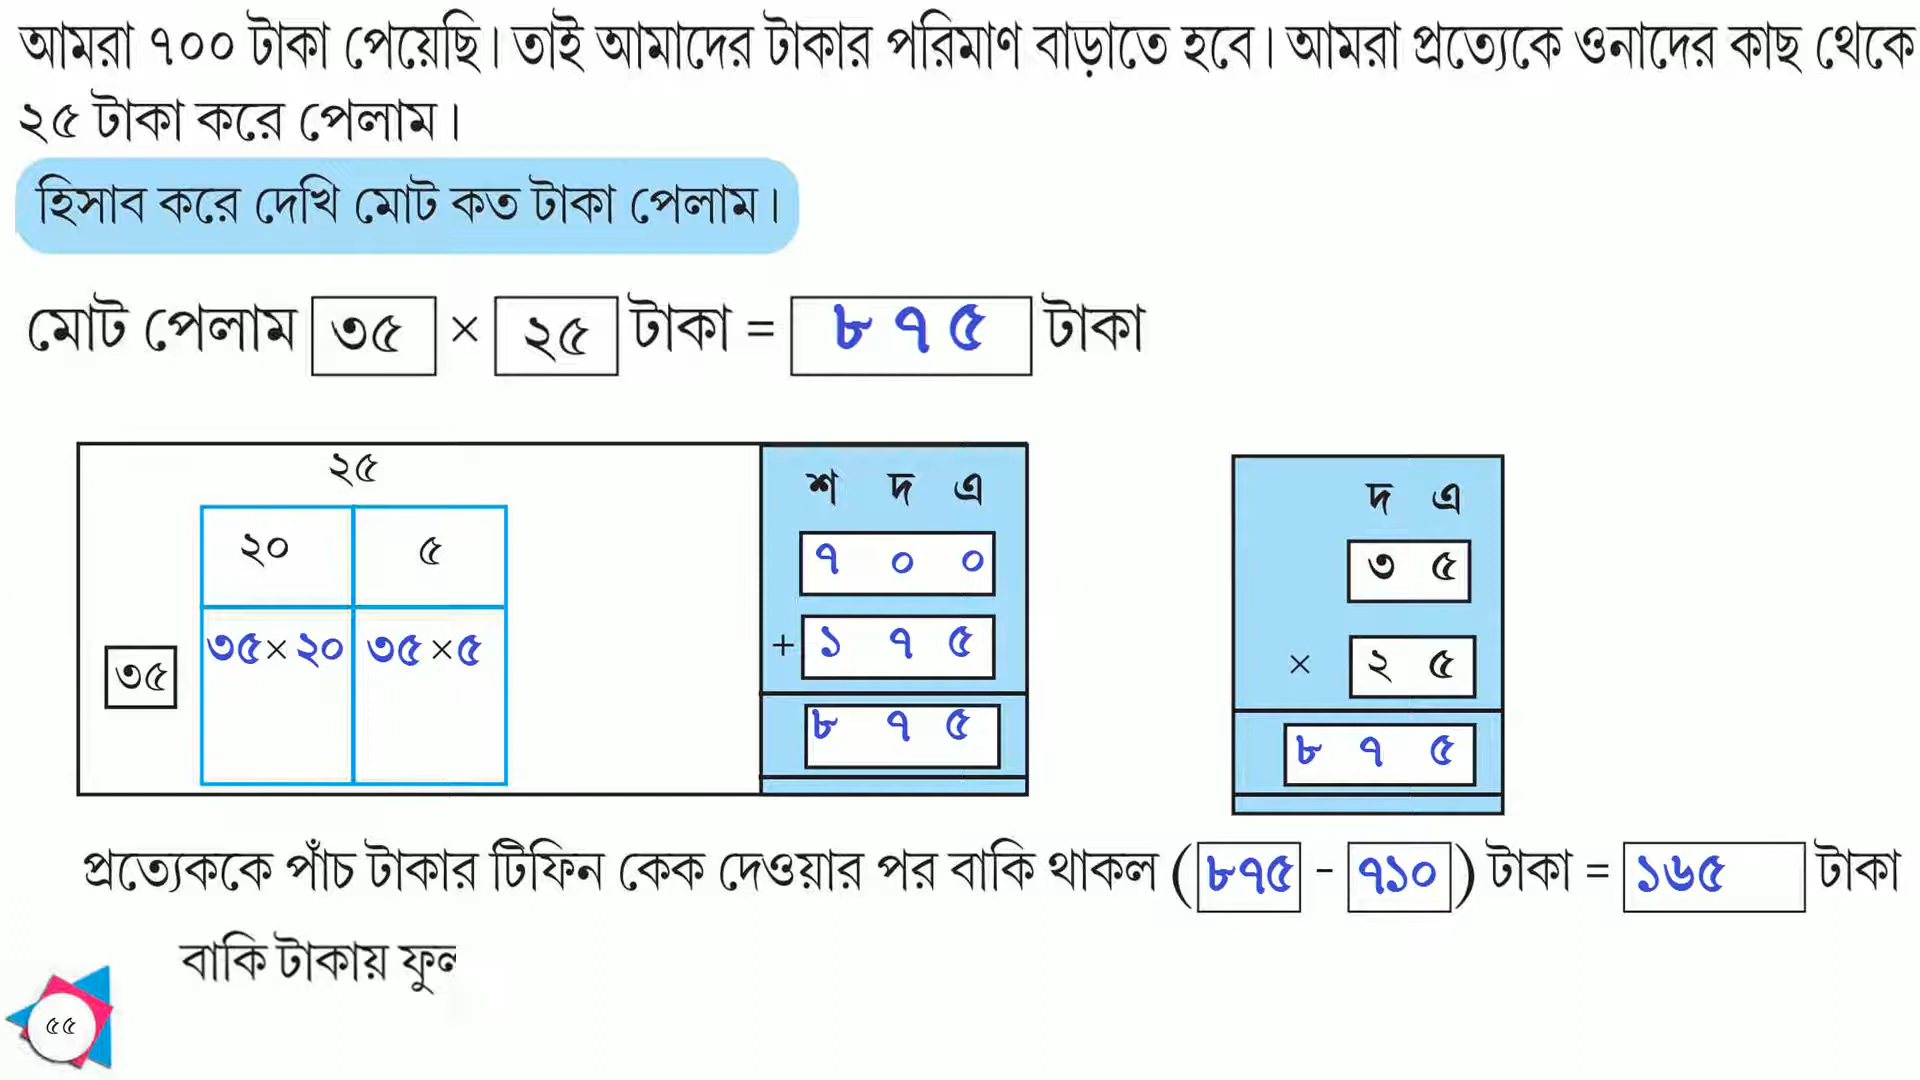 আমরা ৭০০ টাকা পেয়েছি। তাই আমাদের টাকার পরিমাণ বাড়াতে হবে। আমরা প্রত্যেকে ওনাদের কাছ থেকে
২৫ টাকা করে পেলাম।
হিসাব করে দেখি মোট কত টাকা পেলাম।
মোট পেলাম ৩৫ × ২৫ টাকা = ৮৭৫ টাকা
২৫
২০ ৫
৩৫ ৩৫×২০ ৩৫×৫
শ দ এ
৭ ০ ০
+ ১ ৭ ৫
৮ ৭ ৫
দ এ
৩ ৫
× ২ ৫
৮ ৭ ৫
প্রত্যেককে পাঁচ টাকার টিফিন কেক দেওয়ার পর বাকি থাকল (৮৭৫ - ৭১০) টাকা = ১৬৫ টাকা
বাকি টাকায়
৫৫